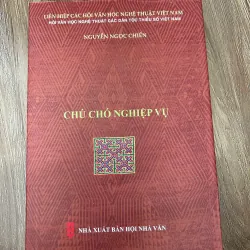 LIÊN HIỆP CÁC HỘI VĂN HỌC NGHỆ THUẬT VIỆT NAM
HỘI VĂN HỌC NGHỆ THUẬT CÁC DÂN TỘC THIỂU SỐ VIỆT NAM
NGUYỄN NGỌC CHIẾN
CHÚ CHÓ NGHIỆP VỤ
NHÀ XUẤT BẢN HỘI NHÀ VĂN